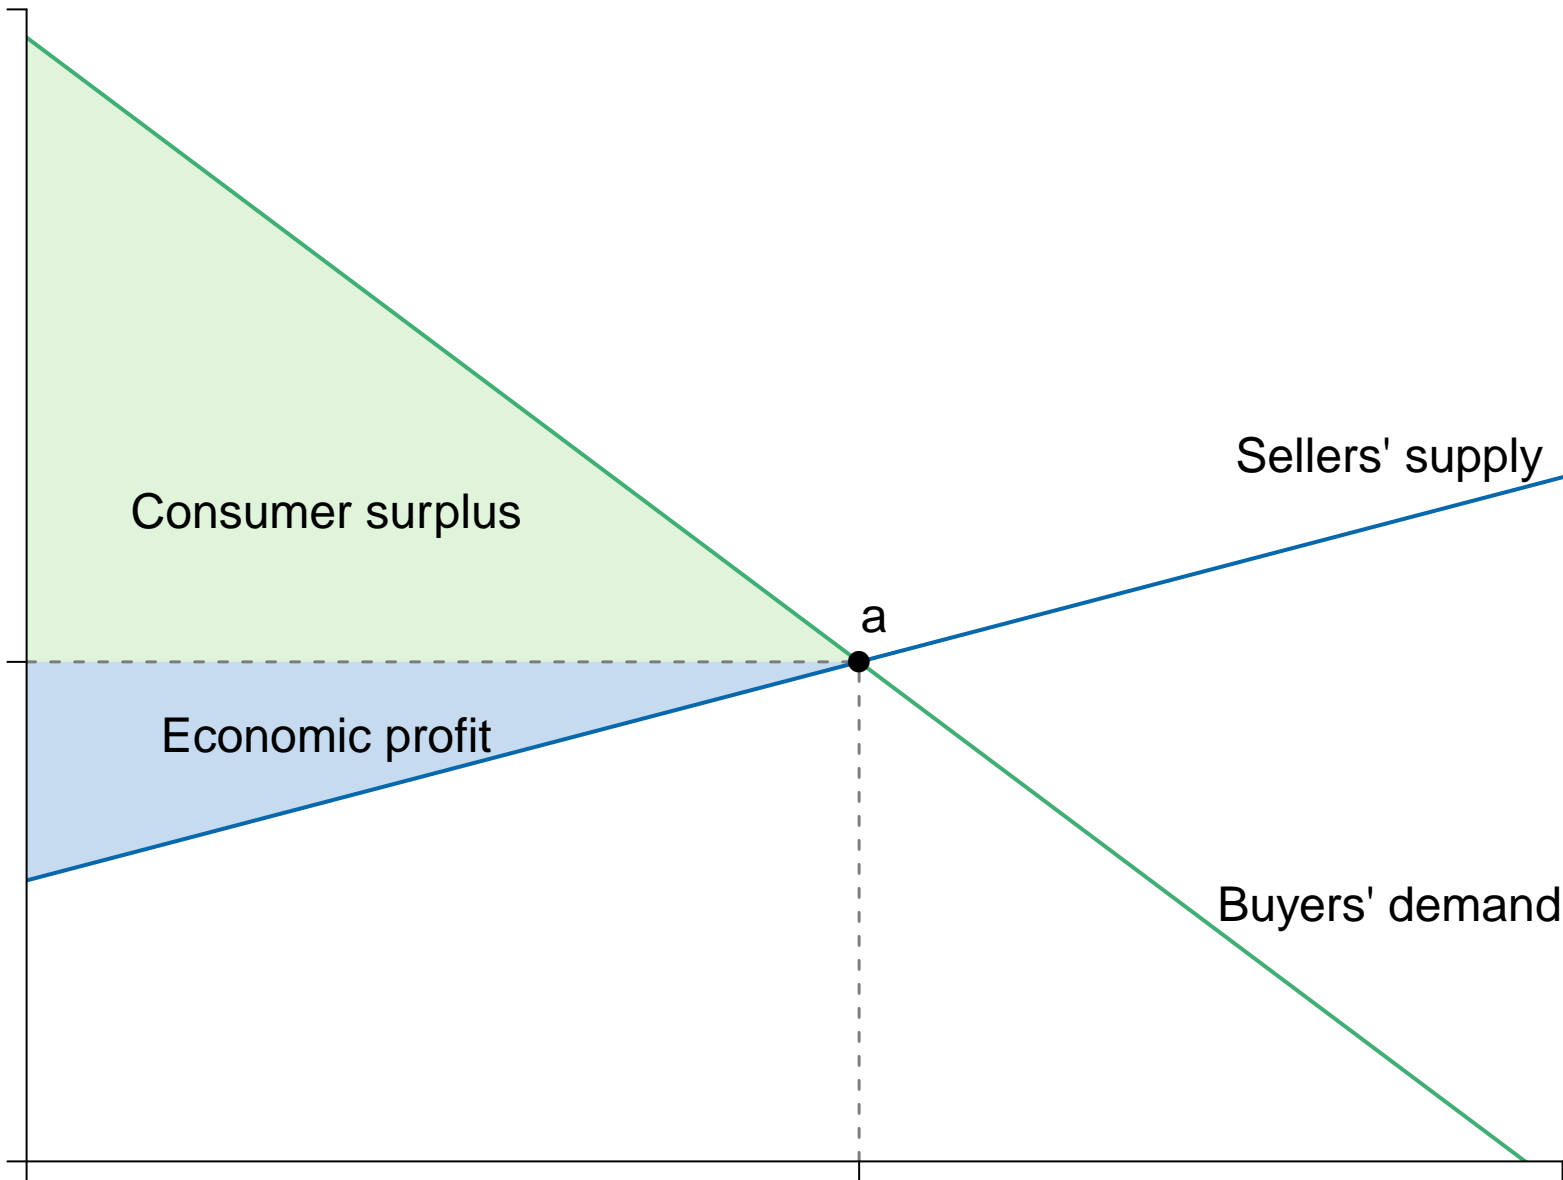 Sellers' supply
Consumer surplus
a
Economic profit
Buyers' demand